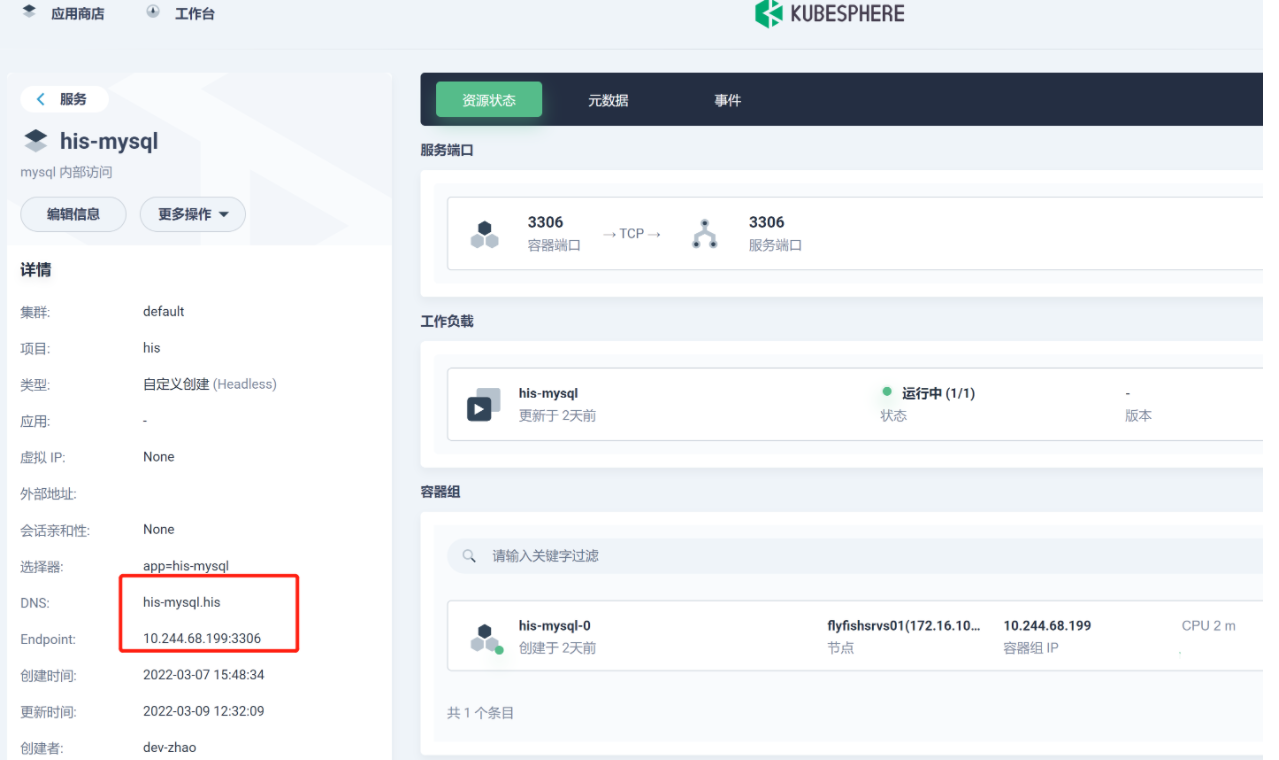 应用商店 工作台 KUBESPHERE
服务
his-mysql
mysql 内部访问
编辑信息 更多操作
详情
集群: default
项目: his
类型: 自定义创建 (Headless)
应用: -
虚拟 IP: None
外部地址:
会话亲和性: None
选择器: app=his-mysql
DNS: his-mysql.his
Endpoint: 10.244.68.199:3306
创建时间: 2022-03-07 15:48:34
更新时间: 2022-03-09 12:32:09
创建者: dev-zhao
资源状态 元数据 事件
服务端口
3306 →TCP→ 3306
容器端口 服务端口
工作负载
his-mysql 运行中 (1/1) -
更新于 2天前 状态 版本
容器组
请输入关键字过滤
his-mysql-0 flyfishsrvs01(172.16.10... 10.244.68.199 CPU 2 m
创建于 2天前 节点 容器组 IP
共 1 个条目